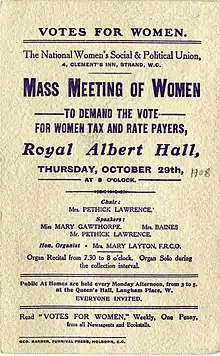 VOTES FOR WOMEN.
The National Women's Social & Political Union,
4, CLEMENT'S INN, STRAND, W.C.
MASS MEETING OF WOMEN
—TO DEMAND THE VOTE—
FOR WOMEN TAX AND RATE PAYERS,
Royal Albert Hall,
THURSDAY, OCTOBER 29th, 1908
AT 8 O'CLOCK.
Chair:
Mrs. PETHICK LAWRENCE.
Speakers:
Miss MARY GAWTHORPE. Mrs. BAINES
Mr. PETHICK LAWRENCE.
Hon. Organist - Mrs. MARY LAYTON, F.R.C.O.
Organ Recital from 7.30 to 8 o'clock. Organ Solo during
the collection interval.
Public At Homes are held every Monday Afternoon, from 3 to 5,
at the Queen's Hall, Langham Place, W.
EVERYONE INVITED.
Read "VOTES FOR WOMEN," Weekly, One Penny,
from all Newsagents and Bookstalls.
GEO. BARBER, FURNIVAL PRESS, HOLBORN, E.C.